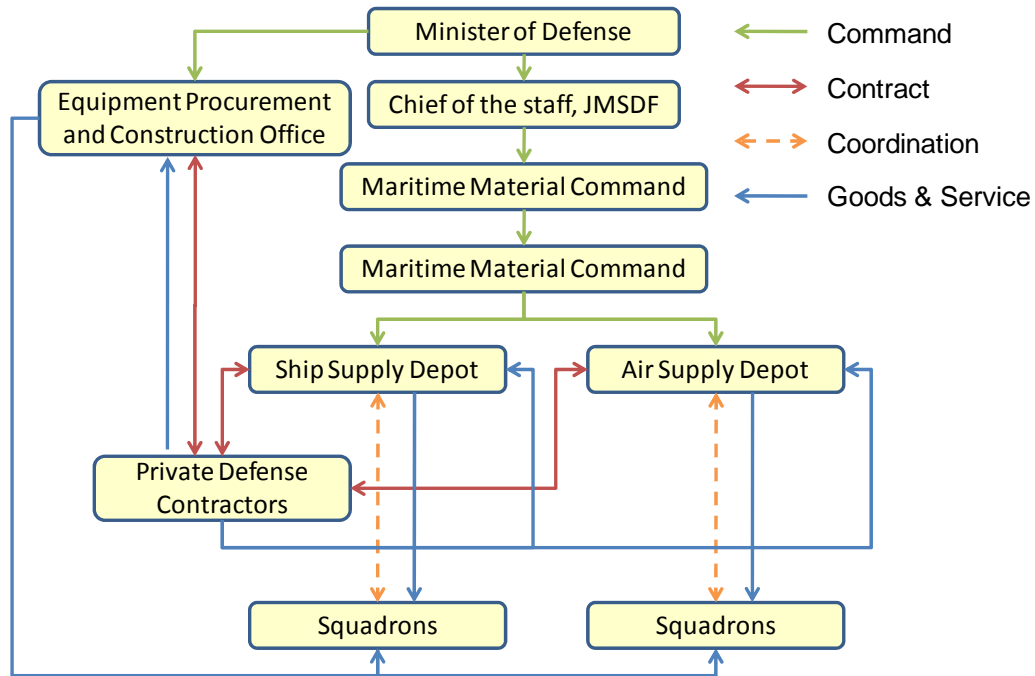 Minister of Defense
Command
Equipment Procurement
and Construction Office
Chief of the staff, JMSDF
Contract
Coordination
Maritime Material Command
Goods & Service
Maritime Material Command
Ship Supply Depot
Air Supply Depot
Private Defense
Contractors
Squadrons
Squadrons